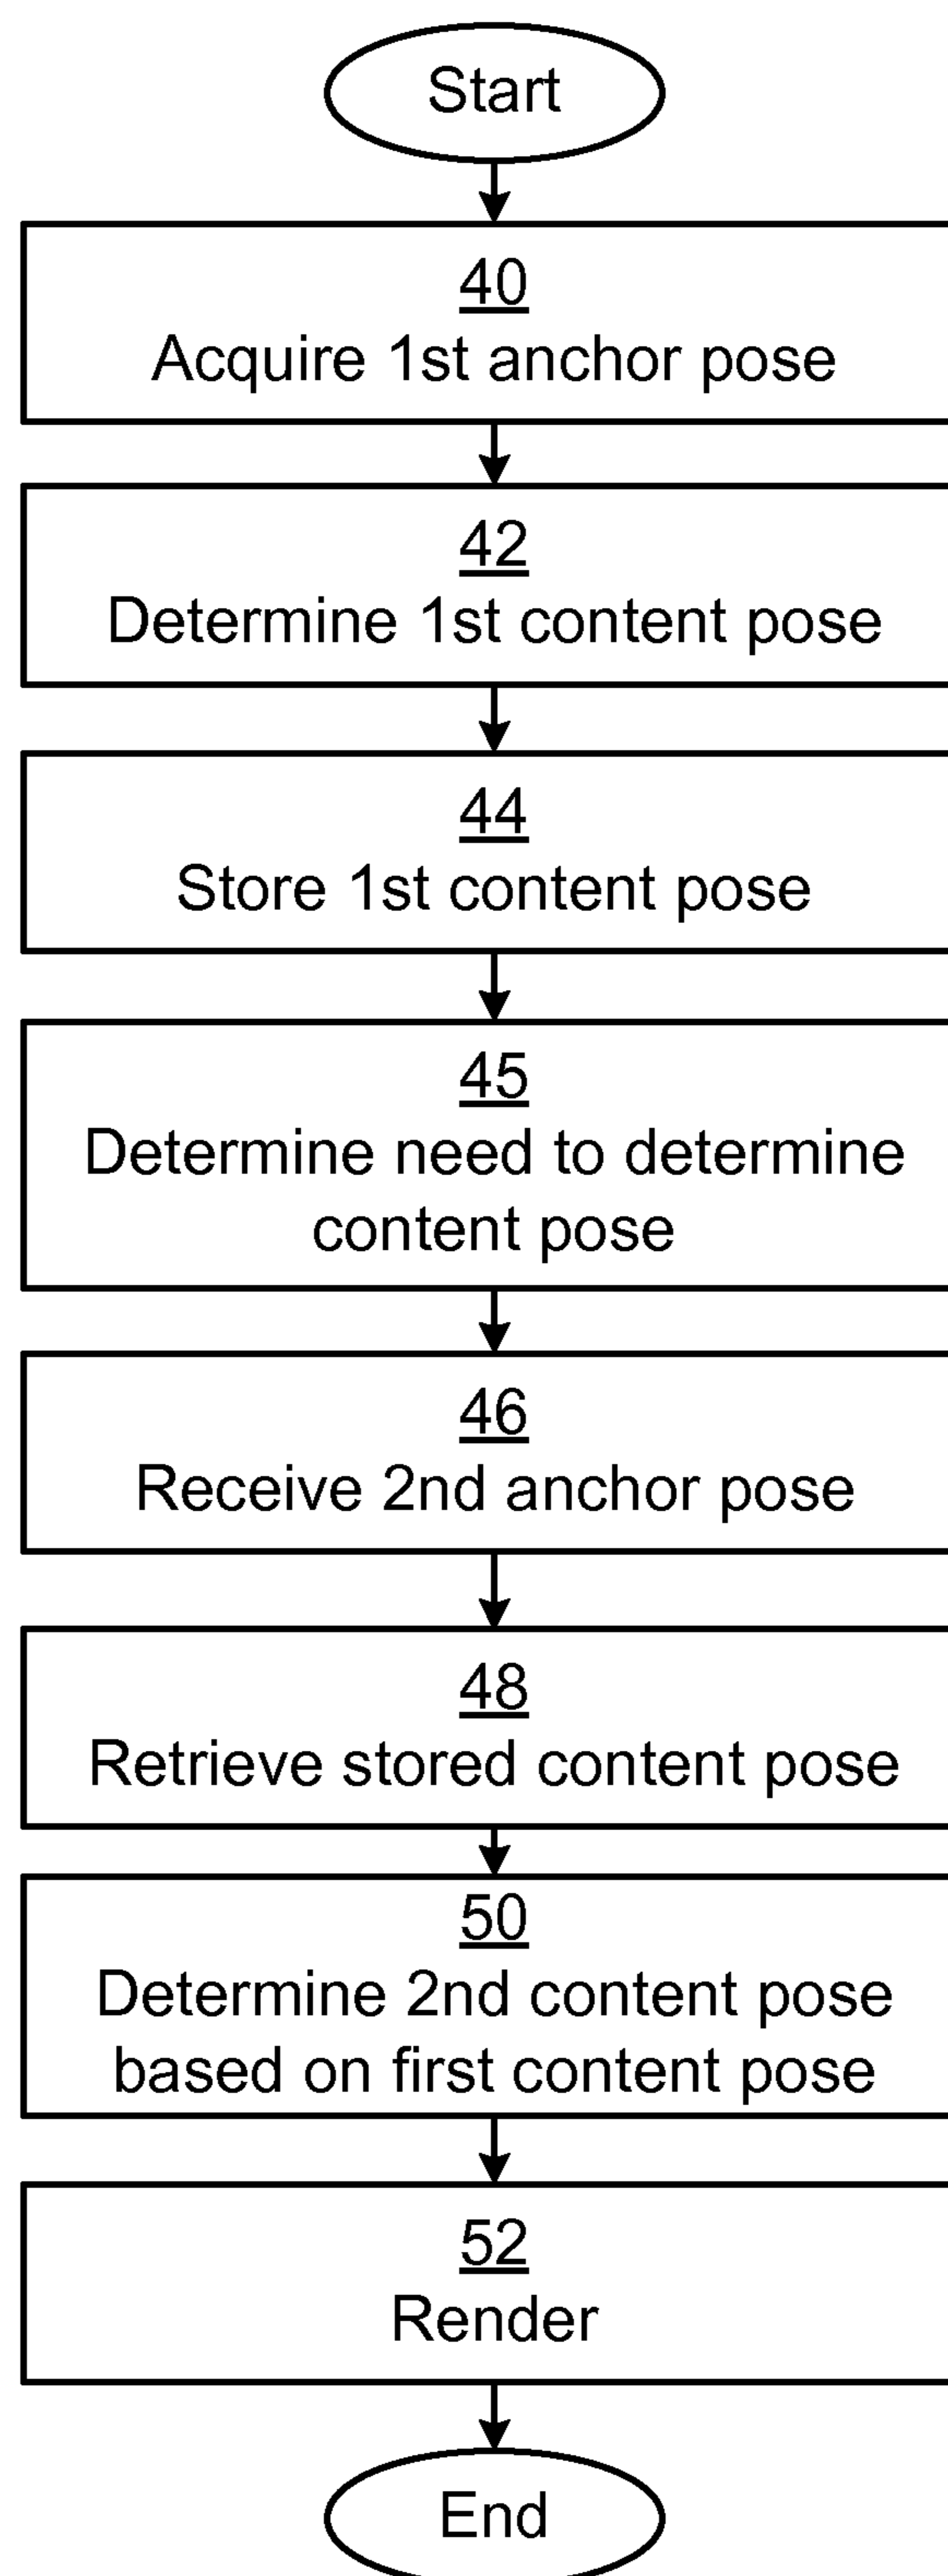 Start
40
Acquire 1st anchor pose
42
Determine 1st content pose
44
Store 1st content pose
45
Determine need to determine
content pose
46
Receive 2nd anchor pose
48
Retrieve stored content pose
50
Determine 2nd content pose
based on first content pose
52
Render
End